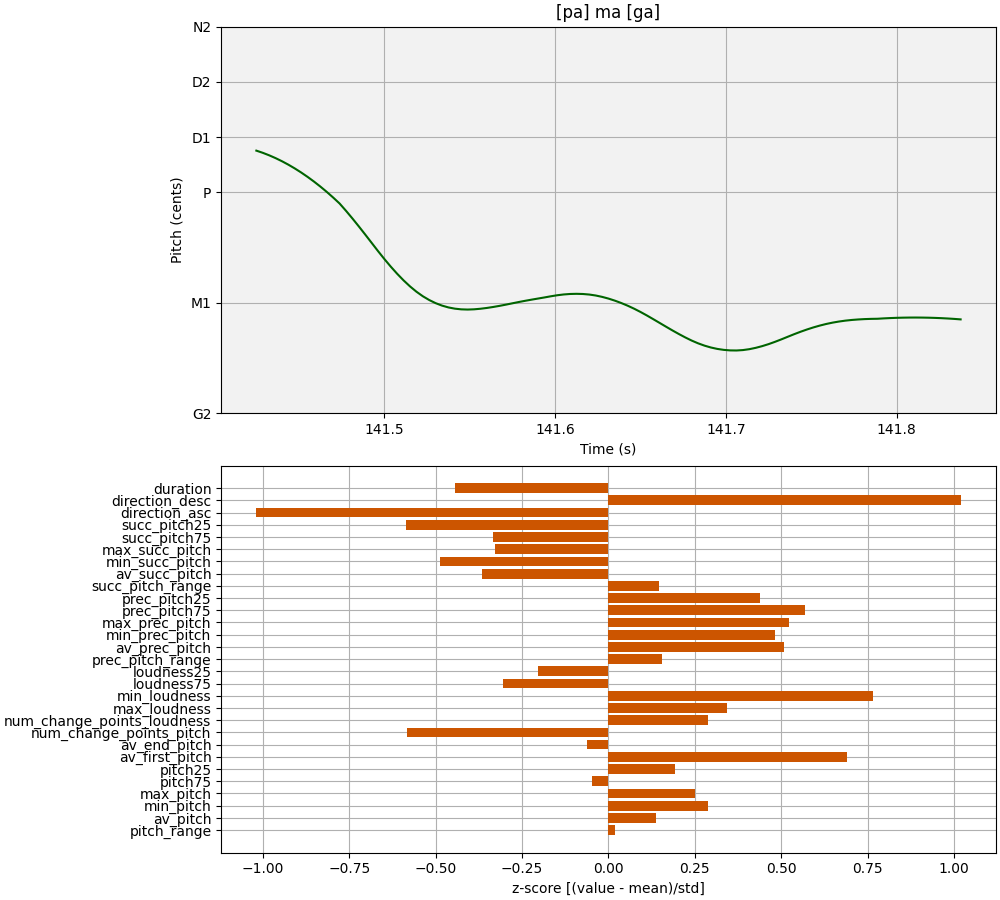 [pa] ma [ga]
N2
D2
D1
P
M1
G2
Pitch (cents)
141.5 141.6 141.7 141.8
Time (s)
duration
direction_desc
direction_asc
succ_pitch25
succ_pitch75
max_succ_pitch
min_succ_pitch
av_succ_pitch
succ_pitch_range
prec_pitch25
prec_pitch75
max_prec_pitch
min_prec_pitch
av_prec_pitch
prec_pitch_range
loudness25
loudness75
min_loudness
max_loudness
num_change_points_loudness
num_change_points_pitch
av_end_pitch
av_first_pitch
pitch25
pitch75
max_pitch
min_pitch
av_pitch
pitch_range
−1.00 −0.75 −0.50 −0.25 0.00 0.25 0.50 0.75 1.00
z-score [(value - mean)/std]